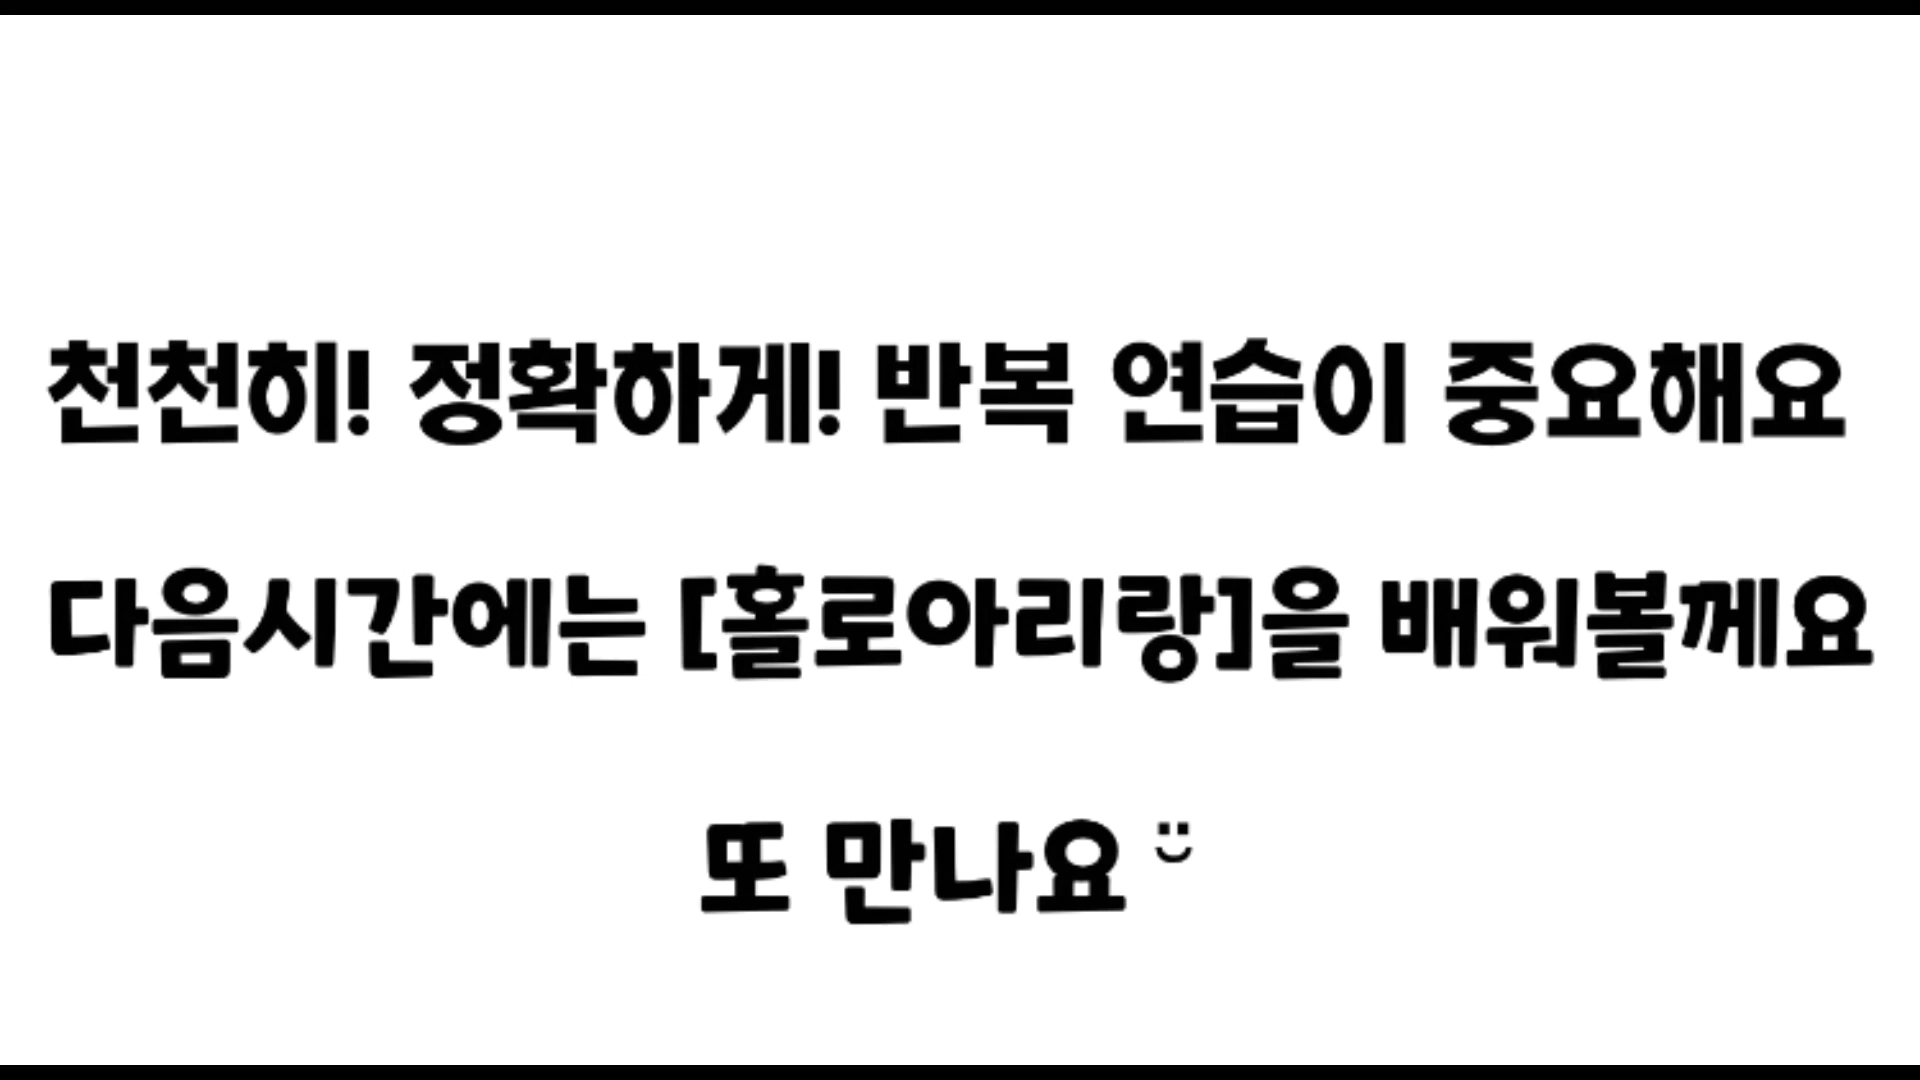 천천히! 정확하게! 반복 연습이 중요해요
다음시간에는 [홀로아리랑]을 배워볼께요
또 만나요 ¨̮